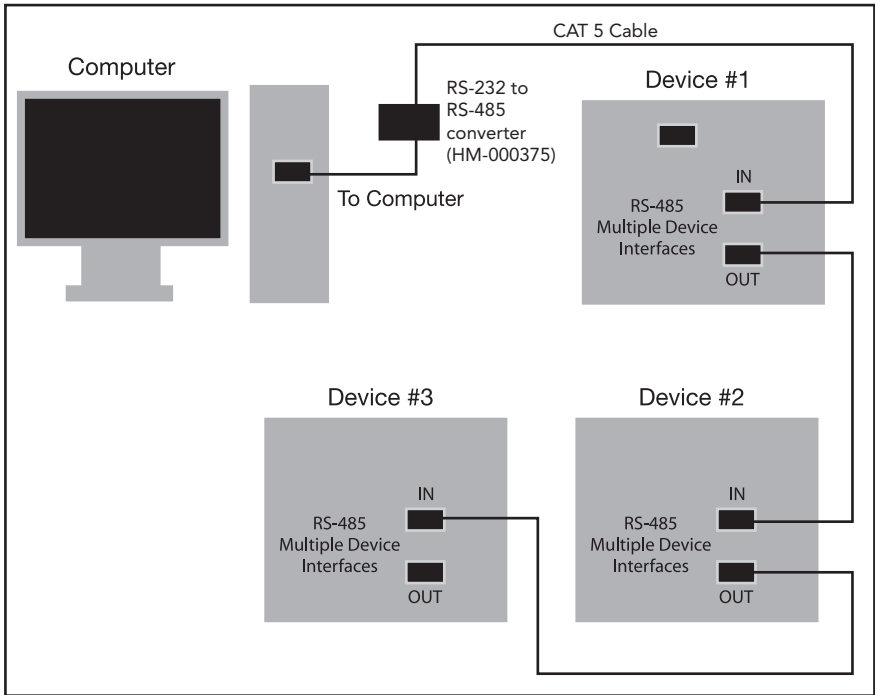 CAT 5 Cable
Computer
RS-232 to
RS-485
converter
(HM-000375)
To Computer
Device #1
IN
RS-485
Multiple Device
Interfaces
OUT
Device #3
IN
RS-485
Multiple Device
Interfaces
OUT
Device #2
IN
RS-485
Multiple Device
Interfaces
OUT